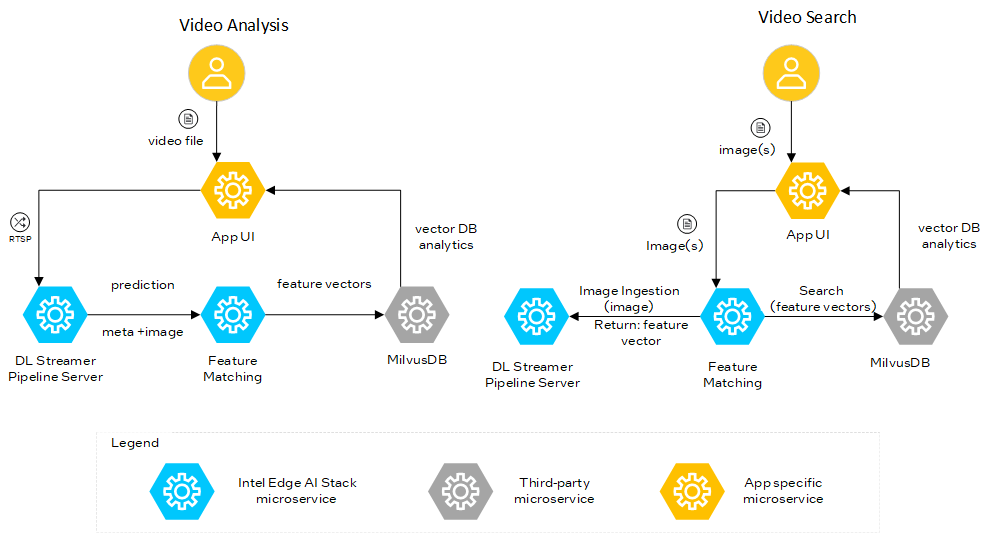 Video Analysis
video file
App UI
RTSP
vector DB
analytics
prediction
meta +image
feature vectors
DL Streamer
Pipeline Server
Feature
Matching
MilvusDB
Video Search
image(s)
Image(s)
App UI
vector DB
analytics
Image Ingestion
(image)
Return: feature
vector
Search
(feature vectors)
DL Streamer
Pipeline Server
Feature
Matching
MilvusDB
Legend
Intel Edge AI Stack
microservice
Third-party
microservice
App specific
microservice